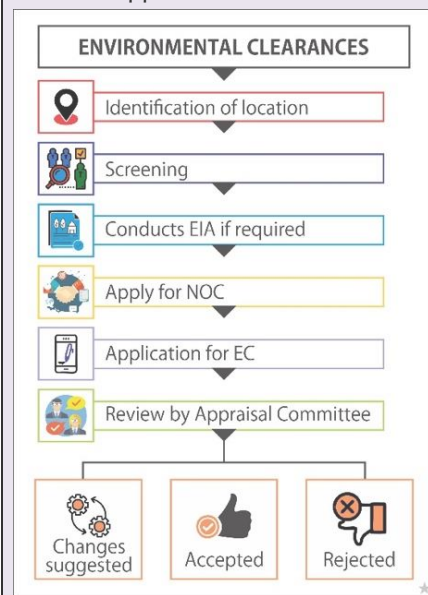 ENVIRONMENTAL CLEARANCES
Identification of location
Screening
Conducts EIA if required
Apply for NOC
Application for EC
Review by Appraisal Committee
Changes
suggested
Accepted
Rejected